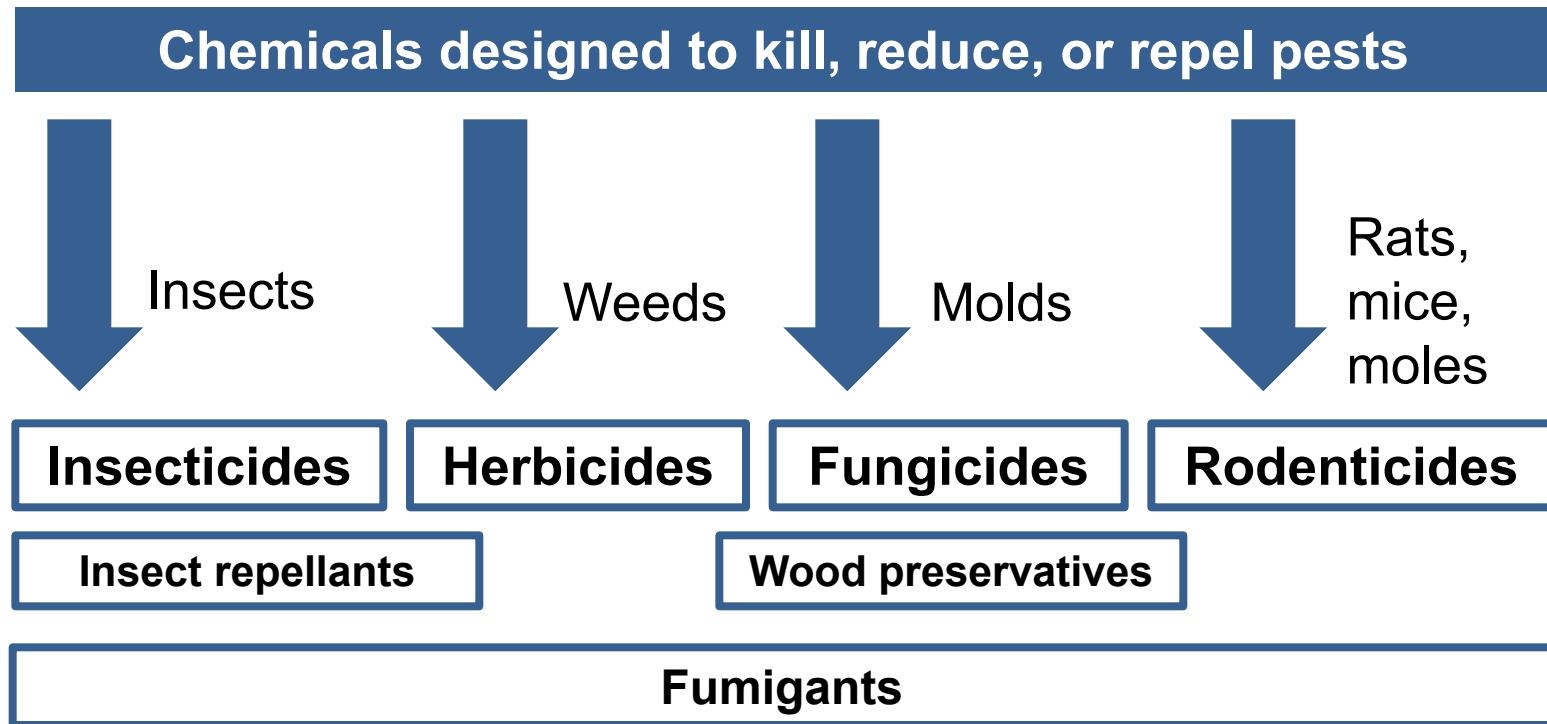 Chemicals designed to kill, reduce, or repel pests
Insects
Weeds
Molds
Rats,
mice,
moles
Insecticides
Herbicides
Fungicides
Rodenticides
Insect repellants
Wood preservatives
Fumigants